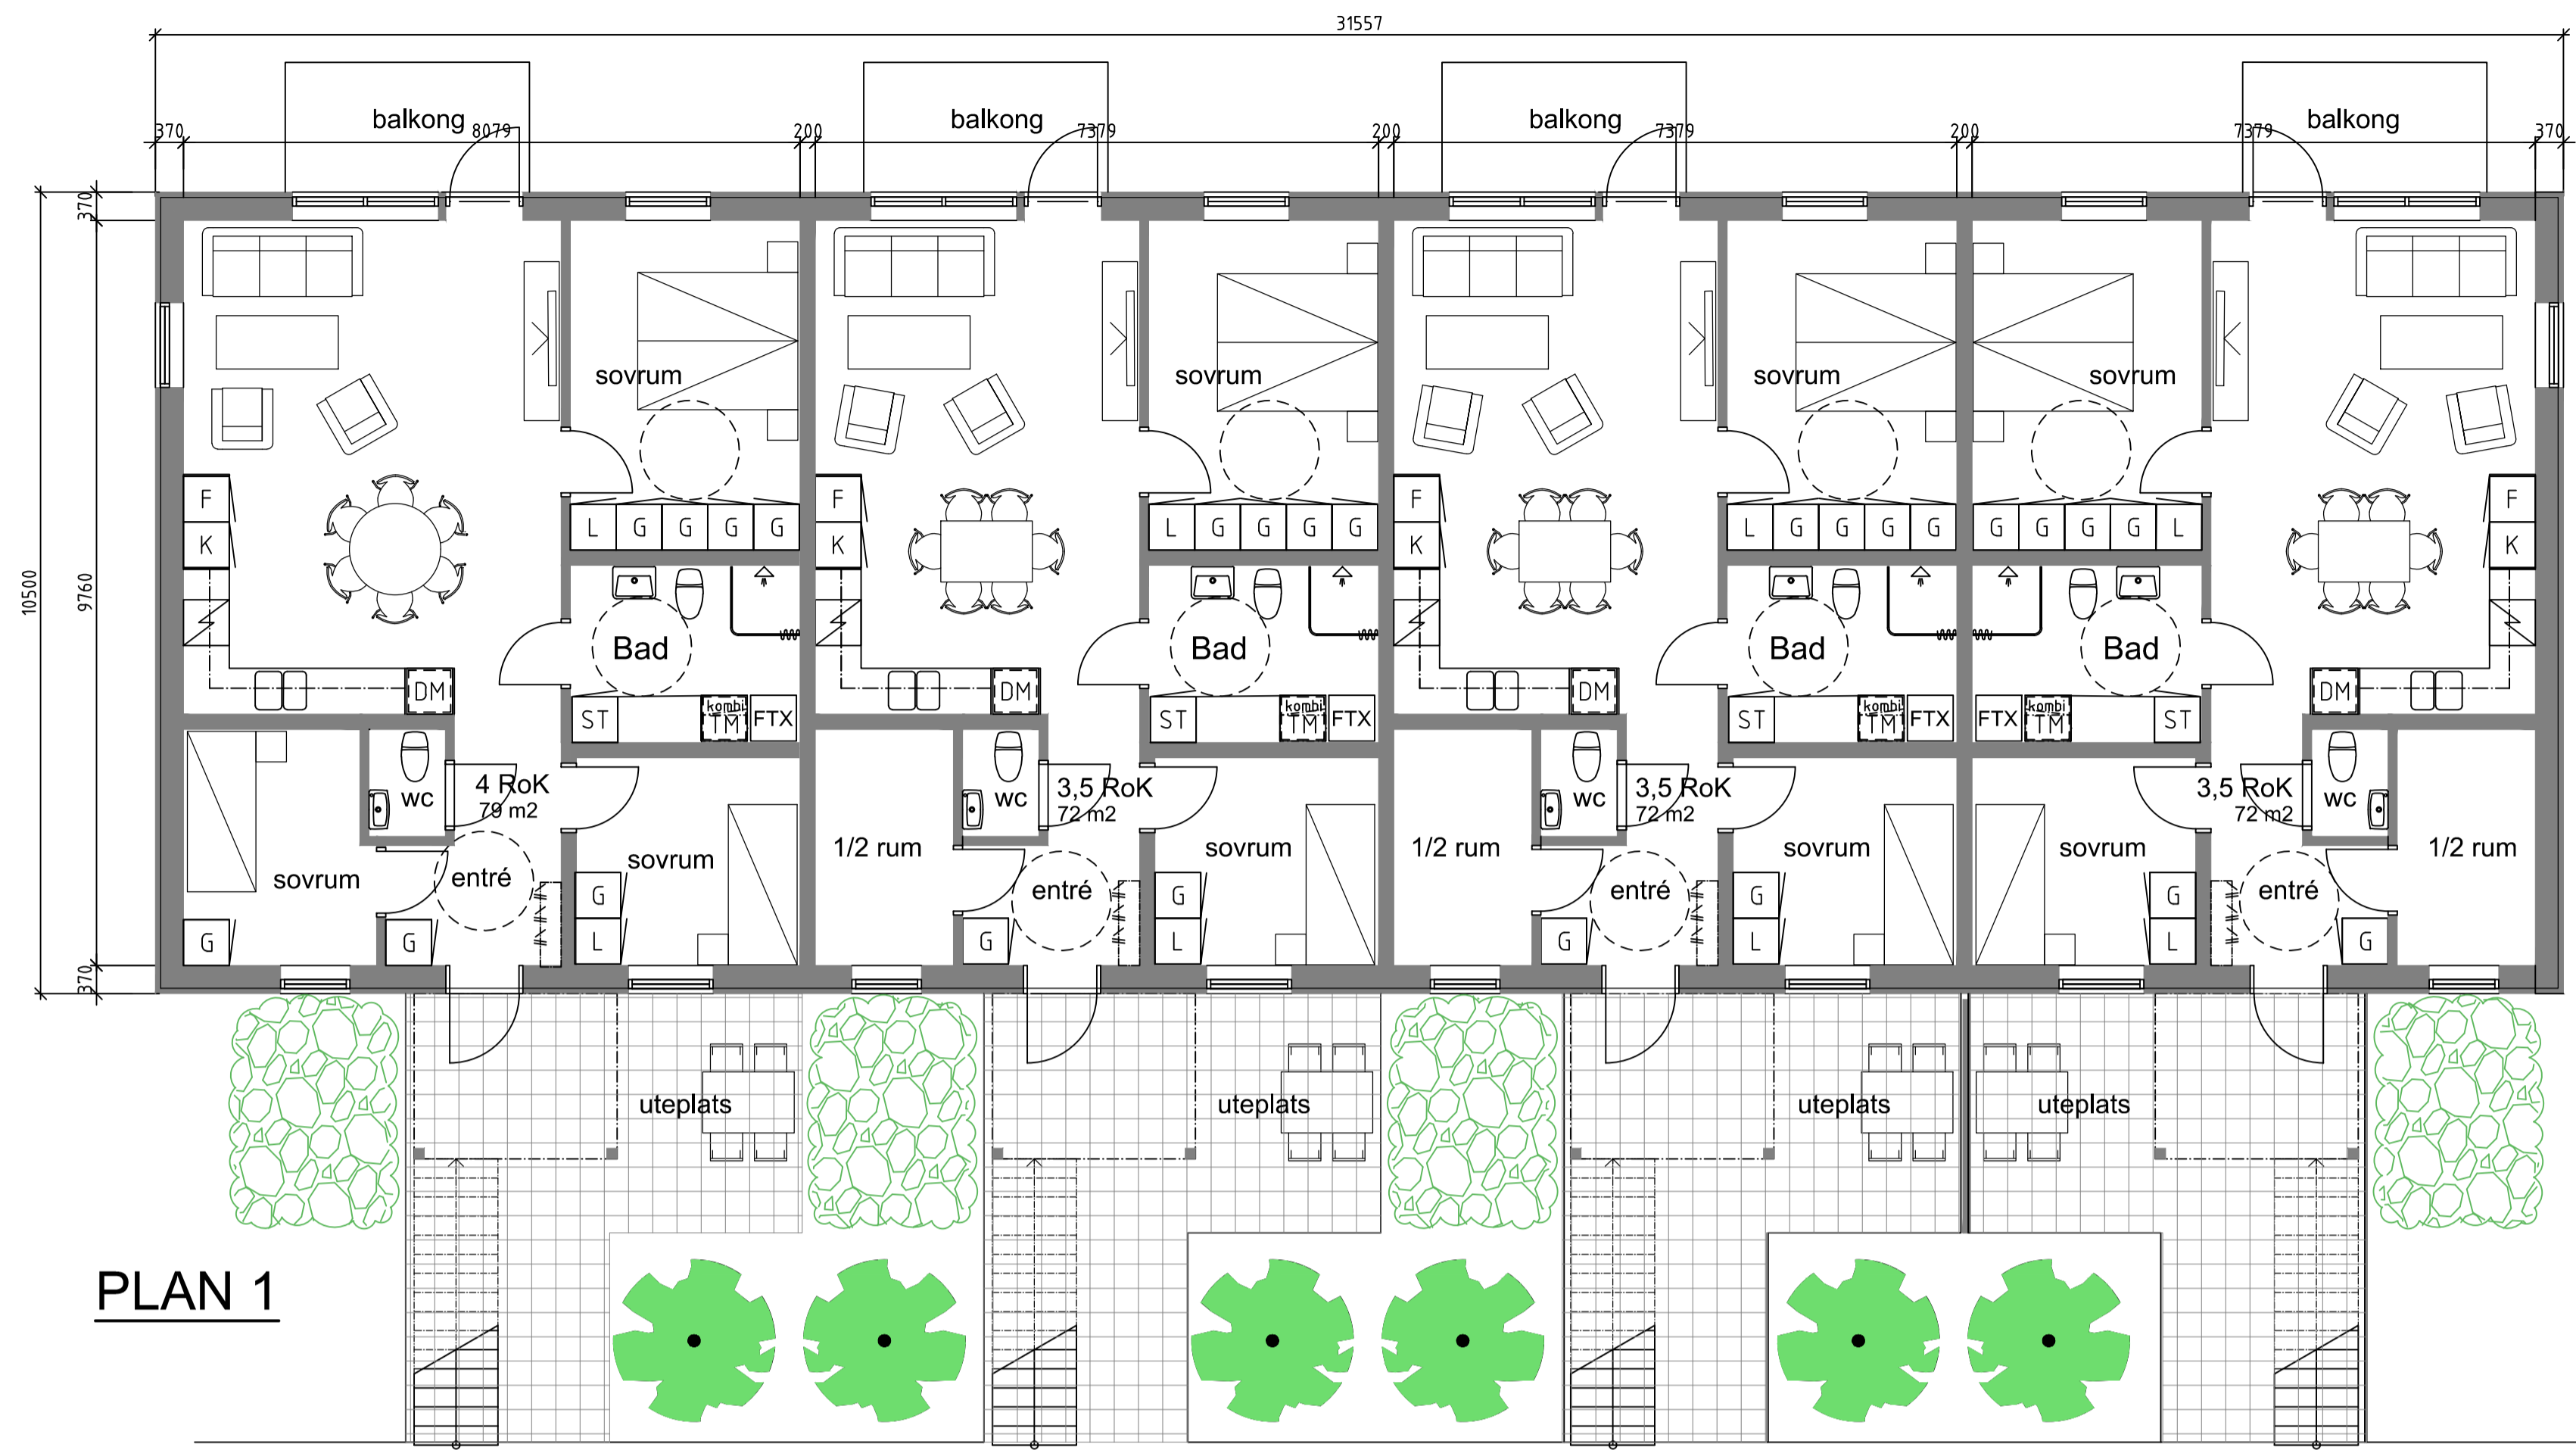 31557
balkong
balkong
balkong
balkong
370
8079
200
7379
200
7379
200
7379
370
370
10500
9760
370
sovrum
sovrum
sovrum
sovrum
F
K
F
K
F
K
F
K
L G G G G
L G G G G
L G G G G
G G G G L
Bad
Bad
Bad
Bad
DM
DM
DM
DM
ST
kombi
TM
FTX
ST
kombi
TM
FTX
ST
kombi
TM
FTX
FTX
kombi
TM
ST
wc
4 RoK
79 m2
wc
3,5 RoK
72 m2
wc
3,5 RoK
72 m2
3,5 RoK
72 m2
wc
sovrum
entré
sovrum
1/2 rum
entré
sovrum
1/2 rum
entré
sovrum
sovrum
entré
1/2 rum
G
G
G
L
G
G
L
G
G
L
G
L
G
uteplats
uteplats
uteplats
uteplats
PLAN 1